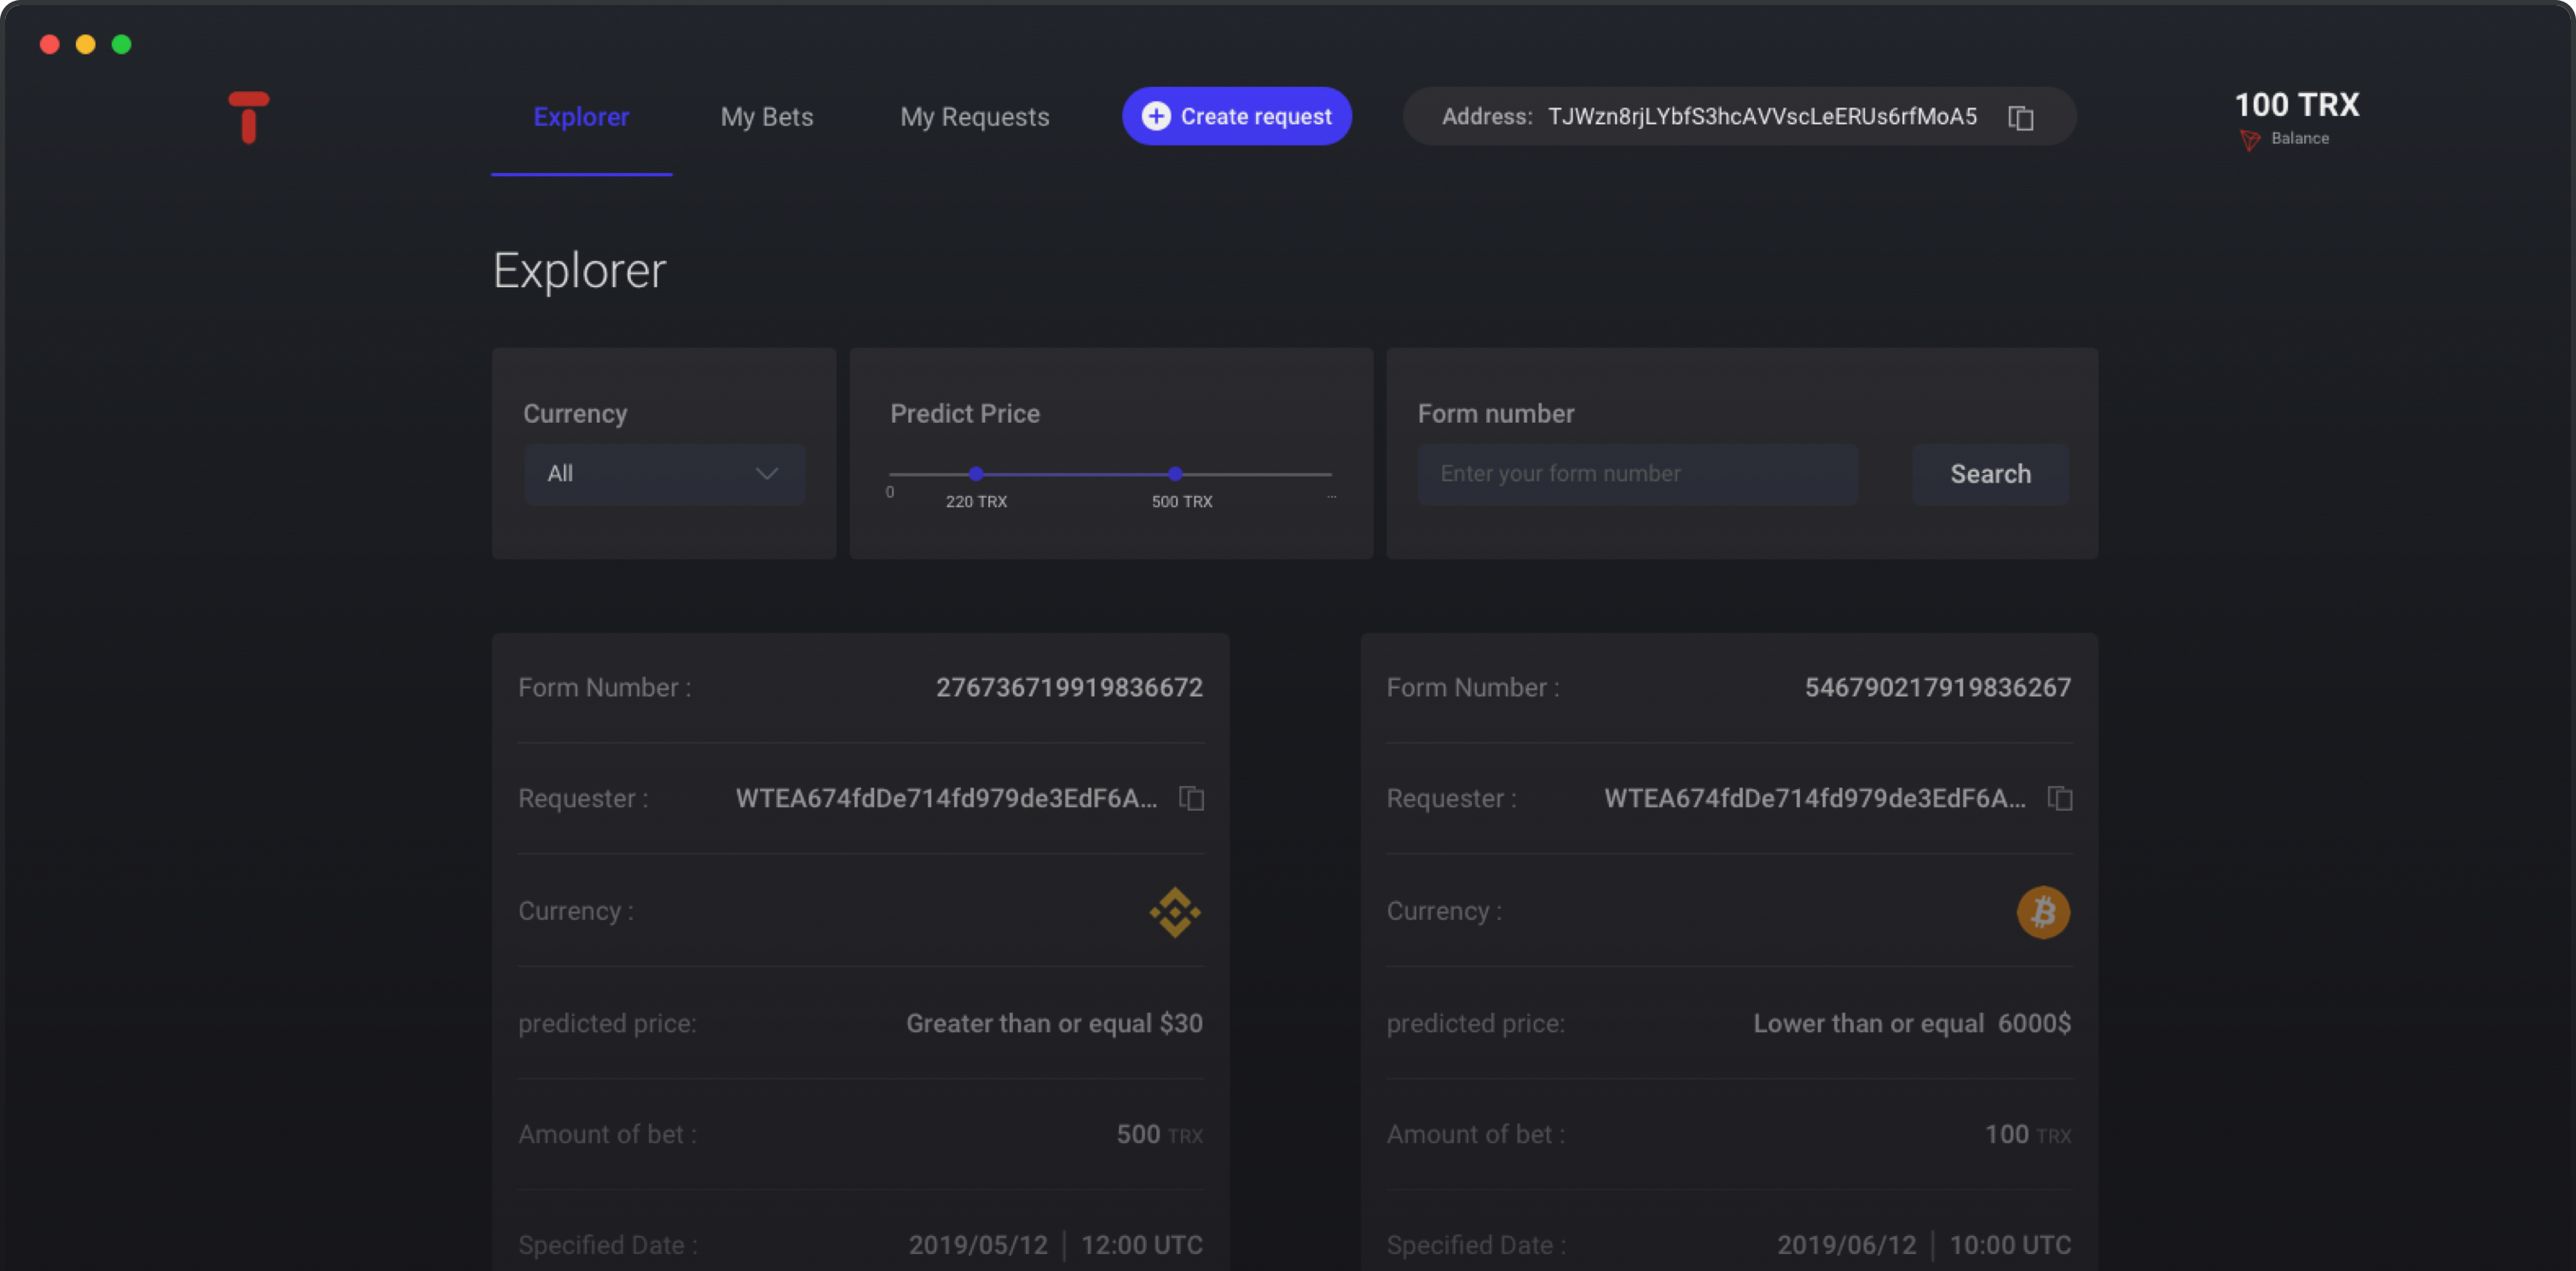 Explorer My Bets My Requests Create request Address: TJWzn8rjLYbfS3hcAVVscLeERUs6rfMoA5 100 TRX
Balance
Explorer
Currency Predict Price Form number
All Enter your form number Search
0 220 TRX 500 TRX ...
Form Number : 276736719919836672
Requester : WTEA674fdDe714fd979de3EdF6A...
Currency :
predicted price: Greater than or equal $30
Amount of bet : 500 TRX
Specified Date : 2019/05/12 | 12:00 UTC
Form Number : 546790217919836267
Requester : WTEA674fdDe714fd979de3EdF6A...
Currency :
predicted price: Lower than or equal 6000$
Amount of bet : 100 TRX
Specified Date : 2019/06/12 | 10:00 UTC